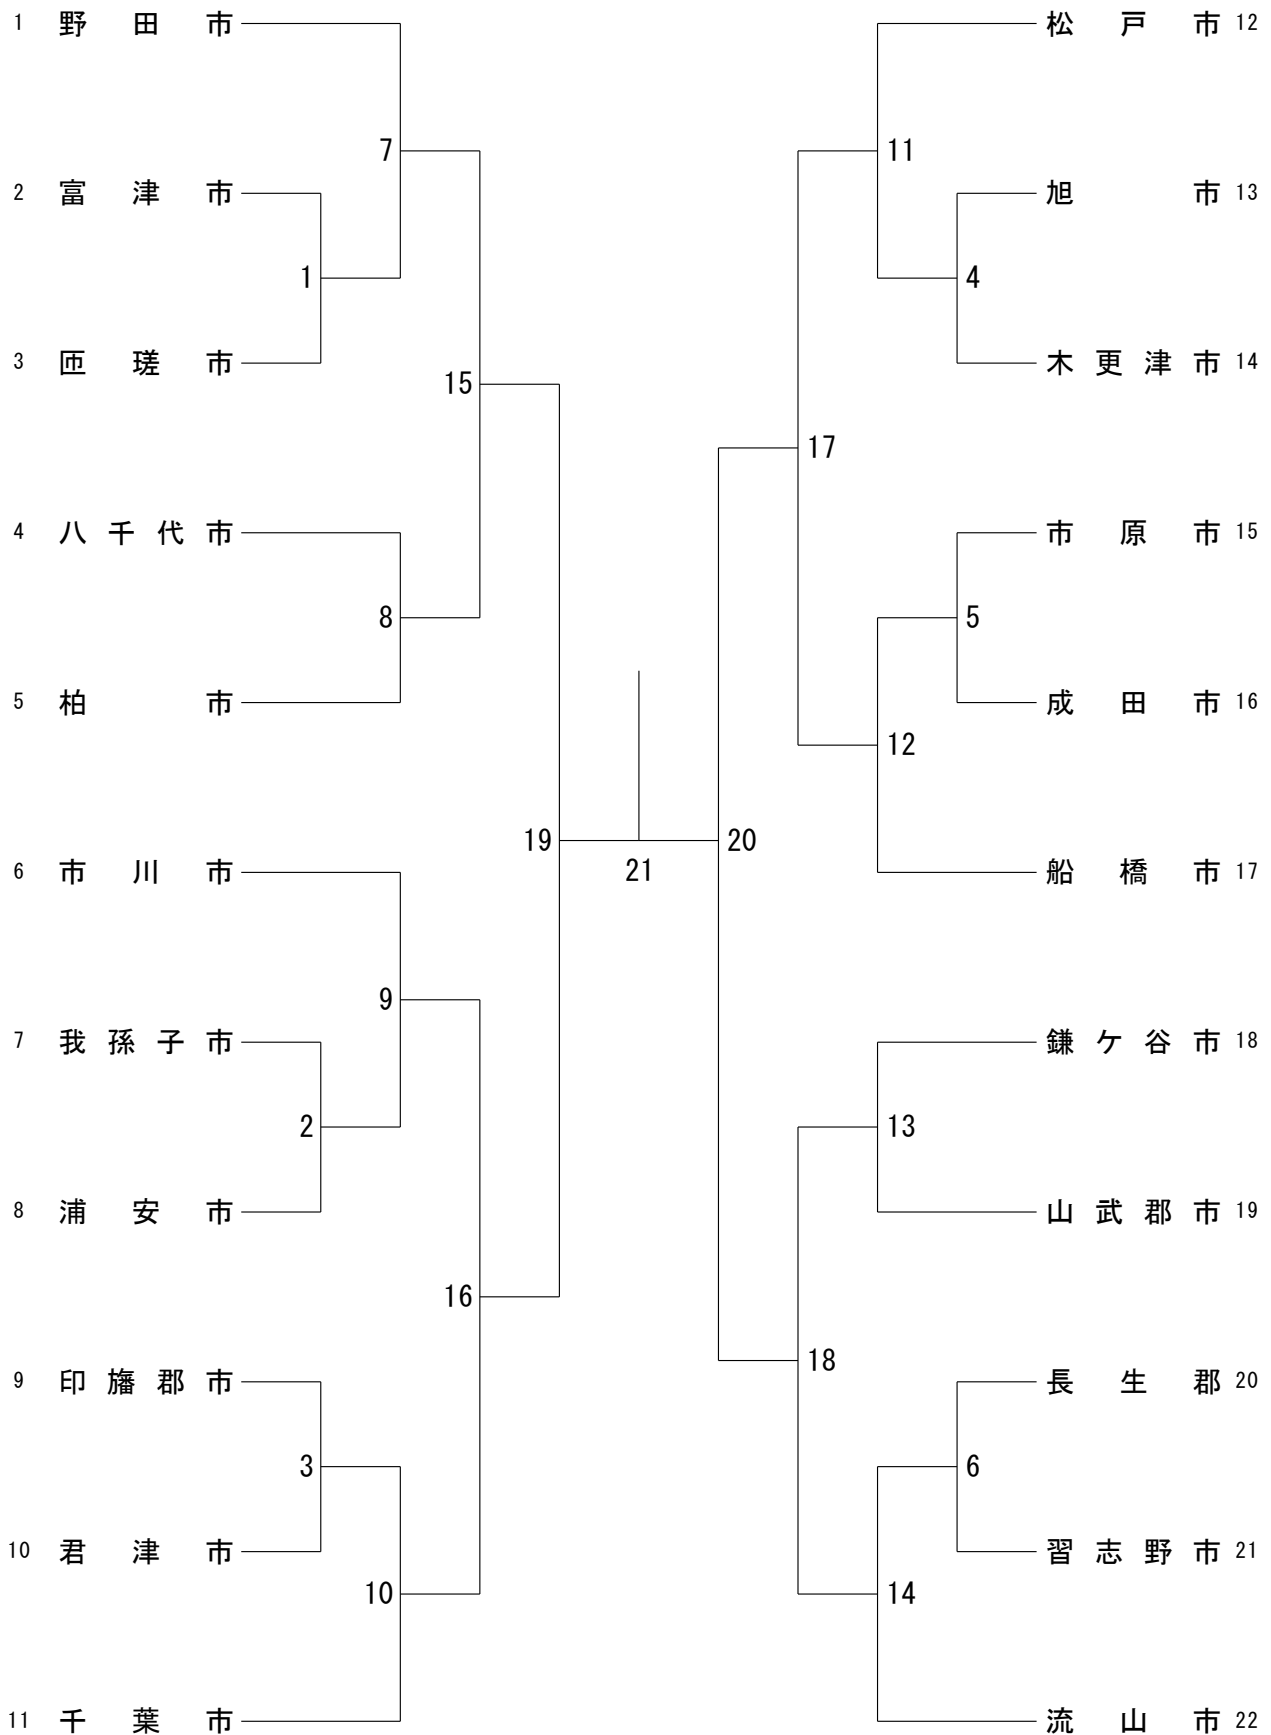 1 野田市
7
2 富津市
1
3 匝瑳市
15
4 八千代市
8
5 柏市
19
6 市川市
9
7 我孫子市
2
8 浦安市
16
9 印旛郡市
3
10 君津市
10
11 千葉市
21
松戸市 12
11
旭市 13
4
木更津市 14
17
市原市 15
5
成田市 16
12
20
船橋市 17
鎌ケ谷市 18
13
山武郡市 19
18
長生郡 20
6
習志野市 21
14
流山市 22